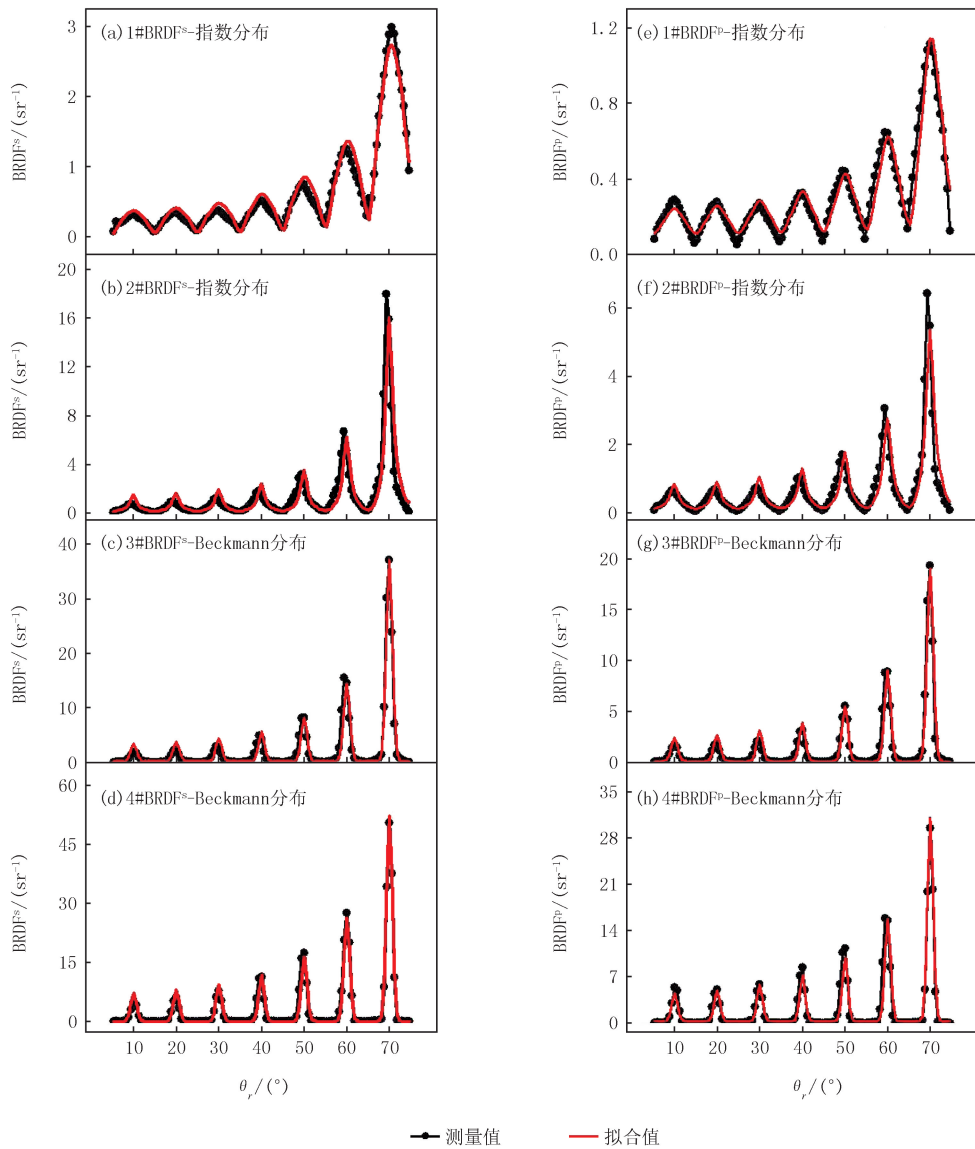 (a)1#BRDFˢ-指数分布
3
2
1
0
BRDFˢ/(sr⁻¹)
(e)1#BRDFᵖ-指数分布
1.2
0.8
0.4
0.0
BRDFᵖ/(sr⁻¹)
(b)2#BRDFˢ-指数分布
20
16
12
8
4
0
BRDFˢ/(sr⁻¹)
(f)2#BRDFᵖ-指数分布
6
4
2
0
BRDFᵖ/(sr⁻¹)
(c)3#BRDFˢ-Beckmann分布
40
30
20
10
0
BRDFˢ/(sr⁻¹)
(g)3#BRDFᵖ-Beckmann分布
20
15
10
5
0
BRDFᵖ/(sr⁻¹)
(d)4#BRDFˢ-Beckmann分布
60
45
30
15
0
BRDFˢ/(sr⁻¹)
10 20 30 40 50 60 70
θᵣ/(°)
(h)4#BRDFᵖ-Beckmann分布
35
28
21
14
7
0
BRDFᵖ/(sr⁻¹)
10 20 30 40 50 60 70
θᵣ/(°)
测量值 拟合值